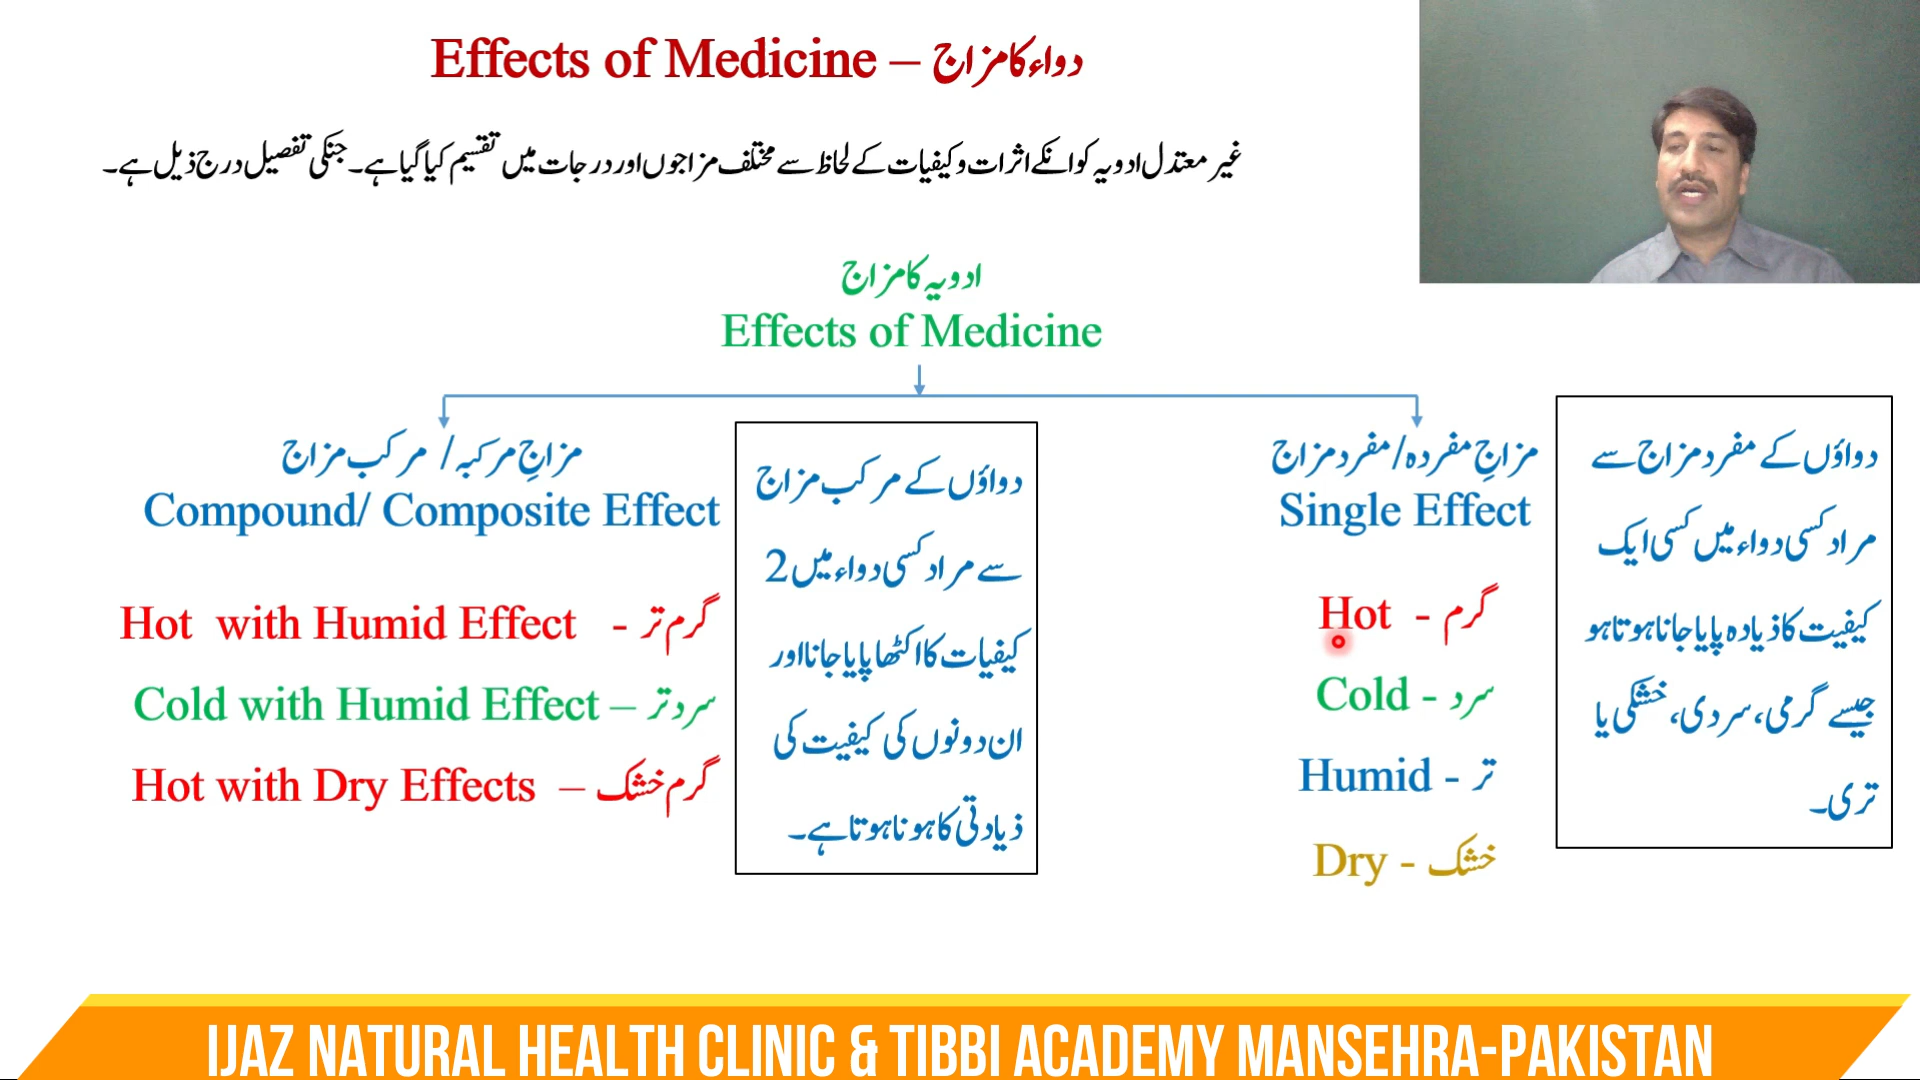 Effects of Medicine – دواء کا مزاج
غیر معتدل ادویہ کو انکے اثرات و کیفیات کے لحاظ سے مختلف مزاجوں اور درجات میں تقسیم کیا گیا ہے۔ جنکی تفصیل درج ذیل ہے۔
ادویہ کا مزاج
Effects of Medicine
مزاجِ مفردہ/مفرد مزاج
Single Effect
Hot - گرم
Cold - سرد
Humid - تر
Dry - خشک
دواؤں کے مفرد مزاج سے
مراد کسی دواء میں کسی ایک
کیفیت کا ذیادہ پایا جانا ہوتا ہو
جیسے گرمی، سردی، خشکی یا
تری۔
مزاجِ مرکبہ/ مرکب مزاج
Compound/ Composite Effect
Hot with Humid Effect - گرم تر
Cold with Humid Effect – سرد تر
Hot with Dry Effects – گرم خشک
دواؤں کے مرکب مزاج
سے مراد کسی دواء میں 2
کیفیات کا اکٹھا پایا جانا اور
ان دونوں کی کیفیت کی
ذیادتی کا ہونا ہوتا ہے۔
IJAZ NATURAL HEALTH CLINIC & TIBBI ACADEMY MANSEHRA-PAKISTAN